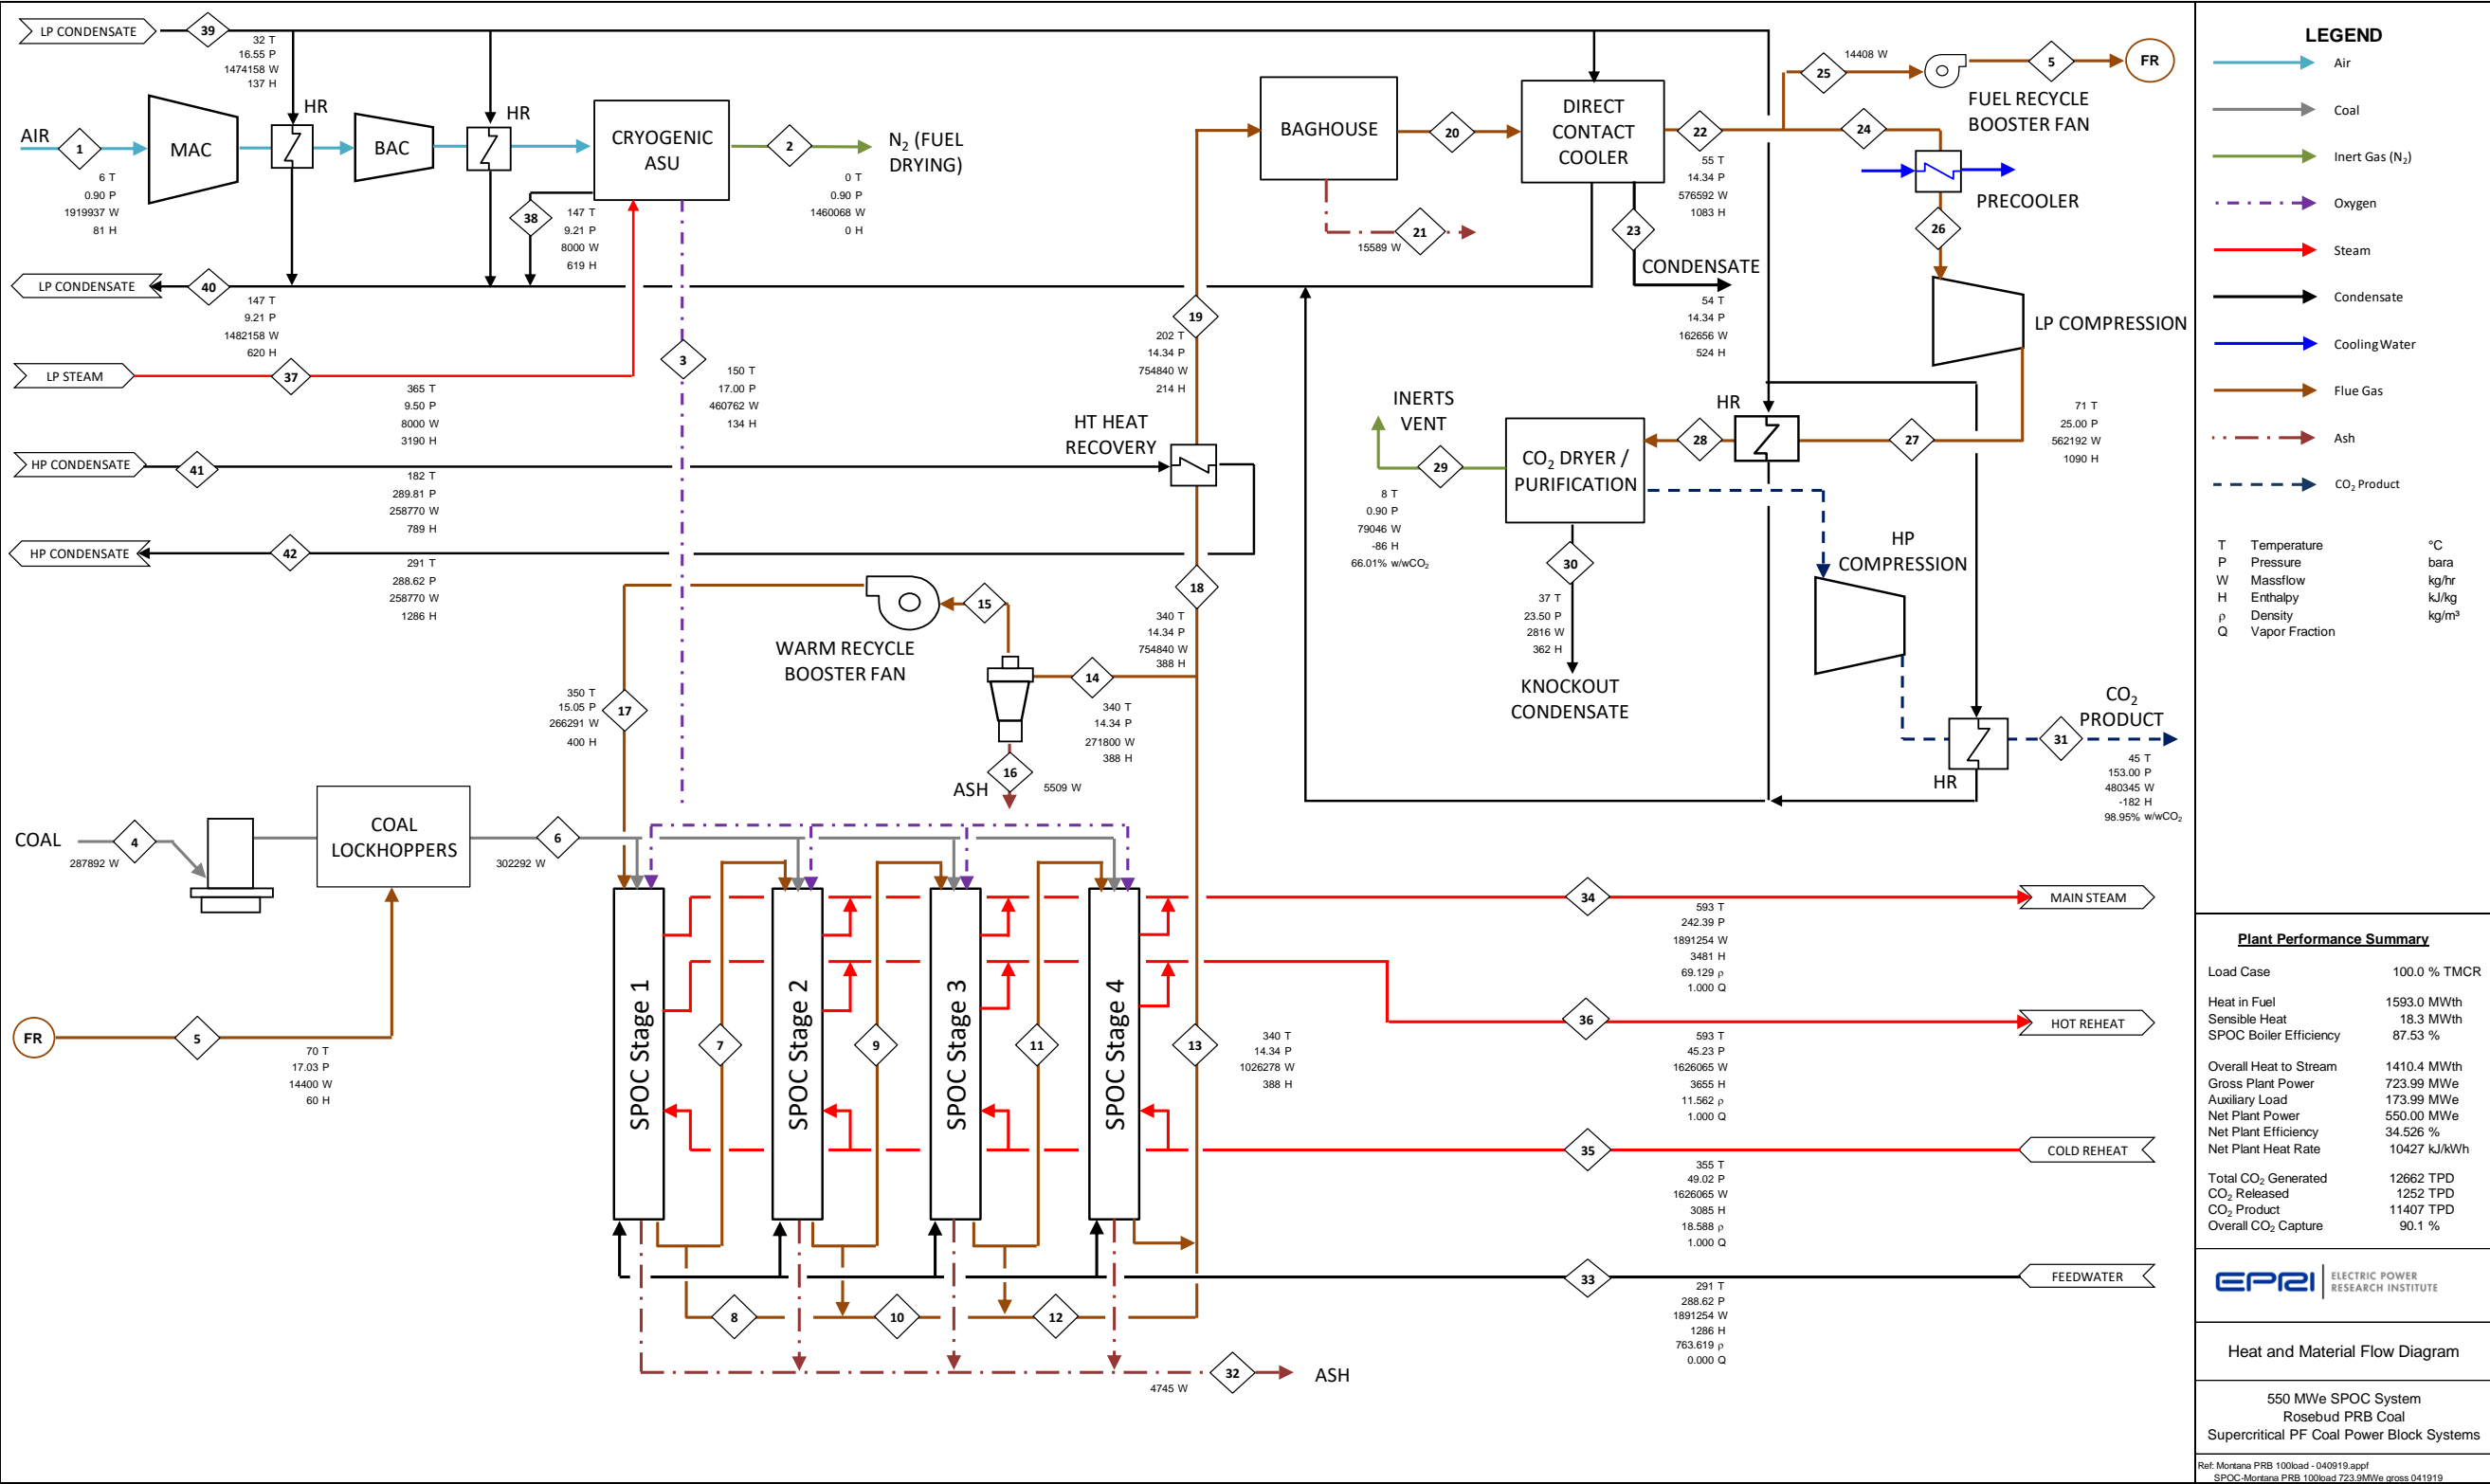 LP CONDENSATE
39
32 T
16.55 P
1474158 W
137 H
HR
HR
AIR
1
MAC
BAC
CRYOGENIC
ASU
2
N2 (FUEL
DRYING)
6 T
0.90 P
1919937 W
81 H
0 T
0.90 P
1460068 W
0 H
38
147 T
9.21 P
8000 W
619 H
LP CONDENSATE
40
147 T
9.21 P
1482158 W
620 H
LP STEAM
37
365 T
9.50 P
8000 W
3190 H
3
150 T
17.00 P
460762 W
134 H
HP CONDENSATE
41
182 T
289.81 P
258770 W
789 H
HP CONDENSATE
42
291 T
288.62 P
258770 W
1286 H
HT HEAT
RECOVERY
19
202 T
14.34 P
754840 W
214 H
18
340 T
14.34 P
754840 W
388 H
BAGHOUSE
20
21
15589 W
DIRECT
CONTACT
COOLER
22
55 T
14.34 P
576592 W
1083 H
23
CONDENSATE
54 T
14.34 P
162656 W
524 H
25
14408 W
5
FR
FUEL RECYCLE
BOOSTER FAN
24
PRECOOLER
26
LP COMPRESSION
27
71 T
25.00 P
562192 W
1090 H
HR
28
INERTS
VENT
29
8 T
0.90 P
79046 W
-86 H
66.01% w/wCO2
CO2 DRYER /
PURIFICATION
30
37 T
23.50 P
2816 W
362 H
KNOCKOUT
CONDENSATE
HP
COMPRESSION
HR
CO2
PRODUCT
31
45 T
153.00 P
480345 W
-182 H
98.95% w/wCO2
WARM RECYCLE
BOOSTER FAN
15
14
340 T
14.34 P
271800 W
388 H
16
ASH
5509 W
17
350 T
15.05 P
266291 W
400 H
COAL
4
287892 W
COAL
LOCKHOPPERS
6
302292 W
FR
5
70 T
17.03 P
14400 W
60 H
SPOC Stage 1
SPOC Stage 2
SPOC Stage 3
SPOC Stage 4
7
9
11
13
340 T
14.34 P
1026278 W
388 H
8
10
12
32
ASH
4745 W
34
MAIN STEAM
593 T
242.39 P
1891254 W
3481 H
69.129 ρ
1.000 Q
36
HOT REHEAT
593 T
45.23 P
1626065 W
3655 H
11.562 ρ
1.000 Q
35
COLD REHEAT
355 T
49.02 P
1626065 W
3085 H
18.588 ρ
1.000 Q
33
FEEDWATER
291 T
288.62 P
1891254 W
1286 H
763.619 ρ
0.000 Q
LEGEND
Air
Coal
Inert Gas (N2)
Oxygen
Steam
Condensate
Cooling Water
Flue Gas
Ash
CO2 Product
T Temperature °C
P Pressure bara
W Massflow kg/hr
H Enthalpy kJ/kg
ρ Density kg/m³
Q Vapor Fraction
Plant Performance Summary
Load Case 100.0 % TMCR
Heat in Fuel 1593.0 MWth
Sensible Heat 18.3 MWth
SPOC Boiler Efficiency 87.53 %
Overall Heat to Stream 1410.4 MWth
Gross Plant Power 723.99 MWe
Auxiliary Load 173.99 MWe
Net Plant Power 550.00 MWe
Net Plant Efficiency 34.526 %
Net Plant Heat Rate 10427 kJ/kWh
Total CO2 Generated 12662 TPD
CO2 Released 1252 TPD
CO2 Product 11407 TPD
Overall CO2 Capture 90.1 %
EPRI
ELECTRIC POWER
RESEARCH INSTITUTE
Heat and Material Flow Diagram
550 MWe SPOC System
Rosebud PRB Coal
Supercritical PF Coal Power Block Systems
Ref: Montana PRB 100load - 040919.appf
SPOC-Montana PRB 100load 723.9MWe gross 041919